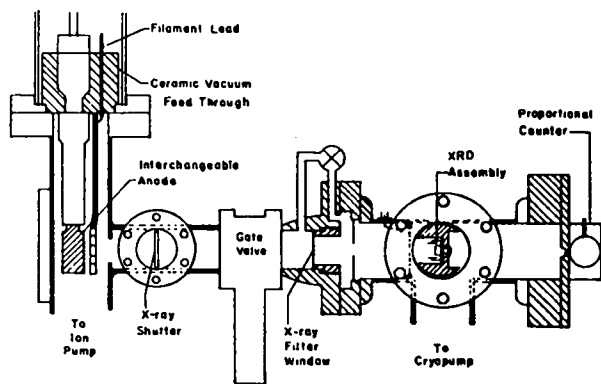 Filament Lead
Ceramic Vacuum
Feed Through
Proportional
Counter
XRD
Assembly
Interchangeable
Anode
Gate
Valve
X-ray
Shutter
To
Ion
Pump
X-ray
Filter
Window
To
Cryopump